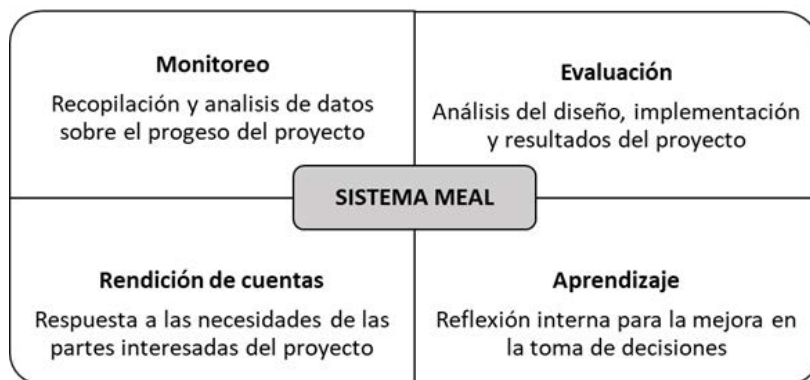 Monitoreo
Recopilación y analisis de datos
sobre el progeso del proyecto
Evaluación
Análisis del diseño, implementación
y resultados del proyecto
SISTEMA MEAL
Rendición de cuentas
Respuesta a las necesidades de las
partes interesadas del proyecto
Aprendizaje
Reflexión interna para la mejora en
la toma de decisiones